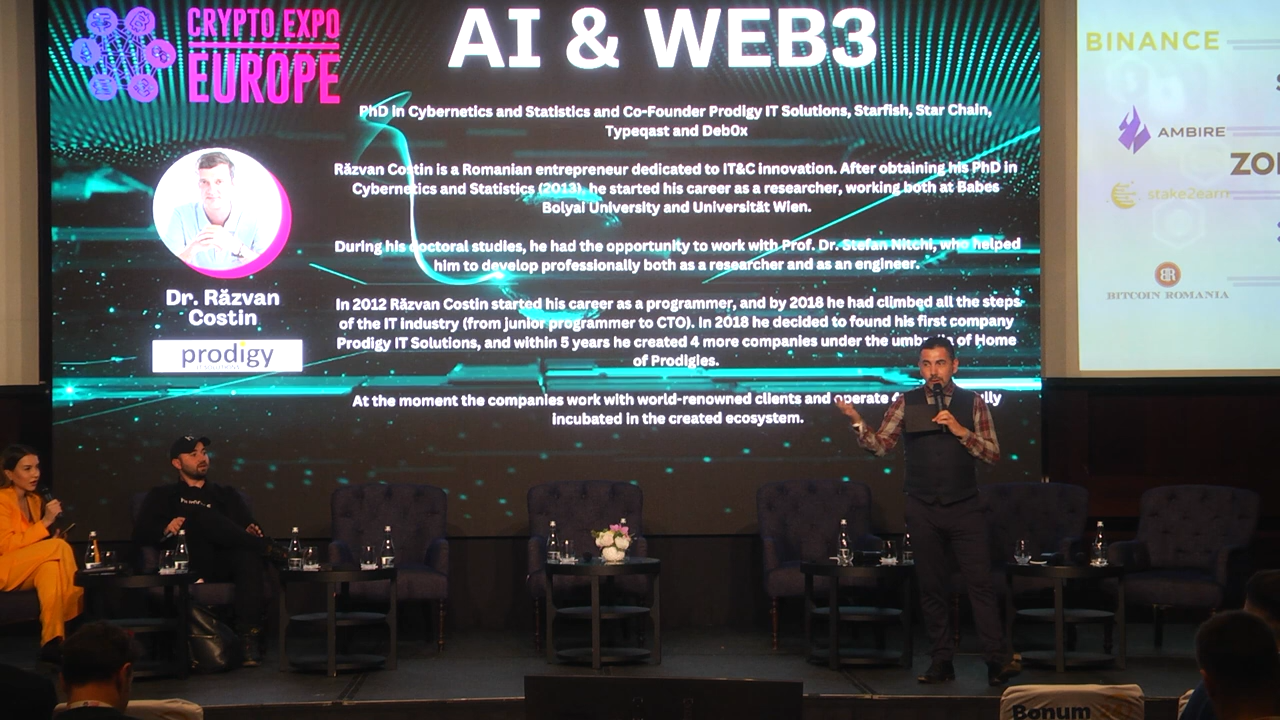 CRYPTO EXPO
EUROPE
AI & WEB3
PhD in Cybernetics and Statistics and Co-Founder Prodigy IT Solutions, Starfish, Star Chain,
Typeqast and Deb0x
Răzvan Costin is a Romanian entrepreneur dedicated to IT&C innovation. After obtaining his PhD in
Cybernetics and Statistics (2013), he started his career as a researcher, working both at Babes
Bolyai University and Universität Wien.
During his doctoral studies, he had the opportunity to work with Prof. Dr. Stefan Nitchi, who helped
him to develop professionally both as a researcher and as an engineer.
In 2012 Răzvan Costin started his career as a programmer, and by 2018 he had climbed all the steps
of the IT industry (from junior programmer to CTO). In 2018 he decided to found his first company
Prodigy IT Solutions, and within 5 years he created 4 more companies under the of Home
of Prodigies.
At the moment the companies work with world-renowned clients and operate
incubated in the created ecosystem.
Dr. Răzvan
Costin
prodigy
BINANCE
AMBIRE
stake2earn
BITCOIN ROMANIA
Bonum